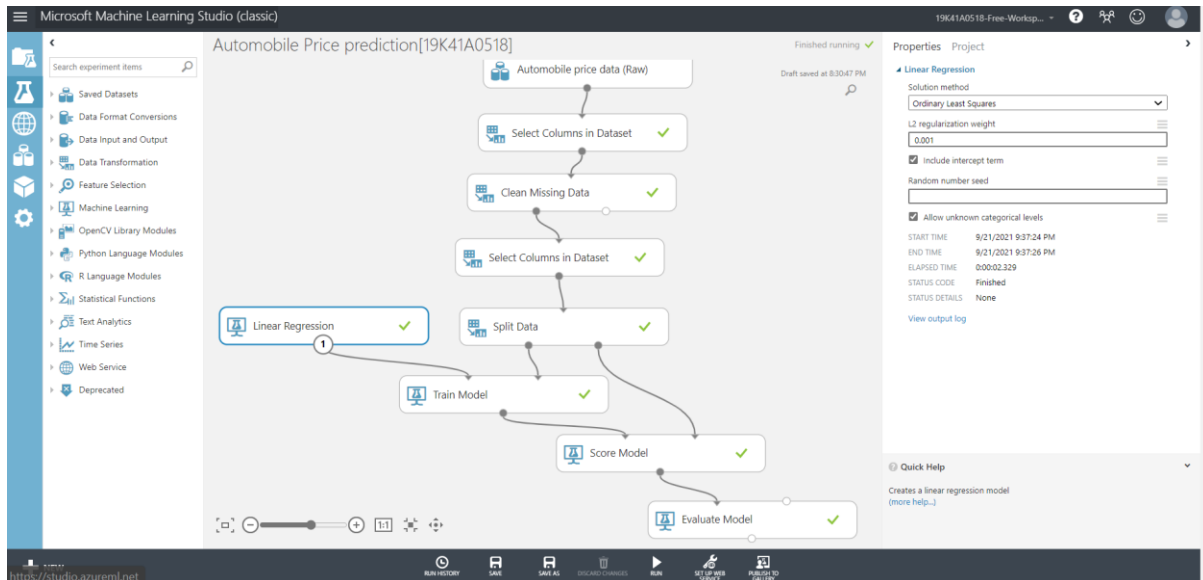 Microsoft Machine Learning Studio (classic)
19K41A0518-Free-Worksp...
Search experiment items
Saved Datasets
Data Format Conversions
Data Input and Output
Data Transformation
Feature Selection
Machine Learning
OpenCV Library Modules
Python Language Modules
R Language Modules
Statistical Functions
Text Analytics
Time Series
Web Service
Deprecated
Automobile Price prediction[19K41A0518]
Finished running
Draft saved at 8:30:47 PM
Automobile price data (Raw)
Select Columns in Dataset
Clean Missing Data
Select Columns in Dataset
Linear Regression
1
Split Data
Train Model
Score Model
Evaluate Model
1:1
Properties Project
Linear Regression
Solution method
Ordinary Least Squares
L2 regularization weight
0.001
Include intercept term
Random number seed
Allow unknown categorical levels
START TIME 9/21/2021 9:37:24 PM
END TIME 9/21/2021 9:37:26 PM
ELAPSED TIME 0:00:02.329
STATUS CODE Finished
STATUS DETAILS None
View output log
Quick Help
Creates a linear regression model
(more help...)
RUN HISTORY
SAVE
SAVE AS
DISCARD CHANGES
RUN
SET UP WEB
SERVICE
PUBLISH TO
GALLERY
https://studio.azureml.net